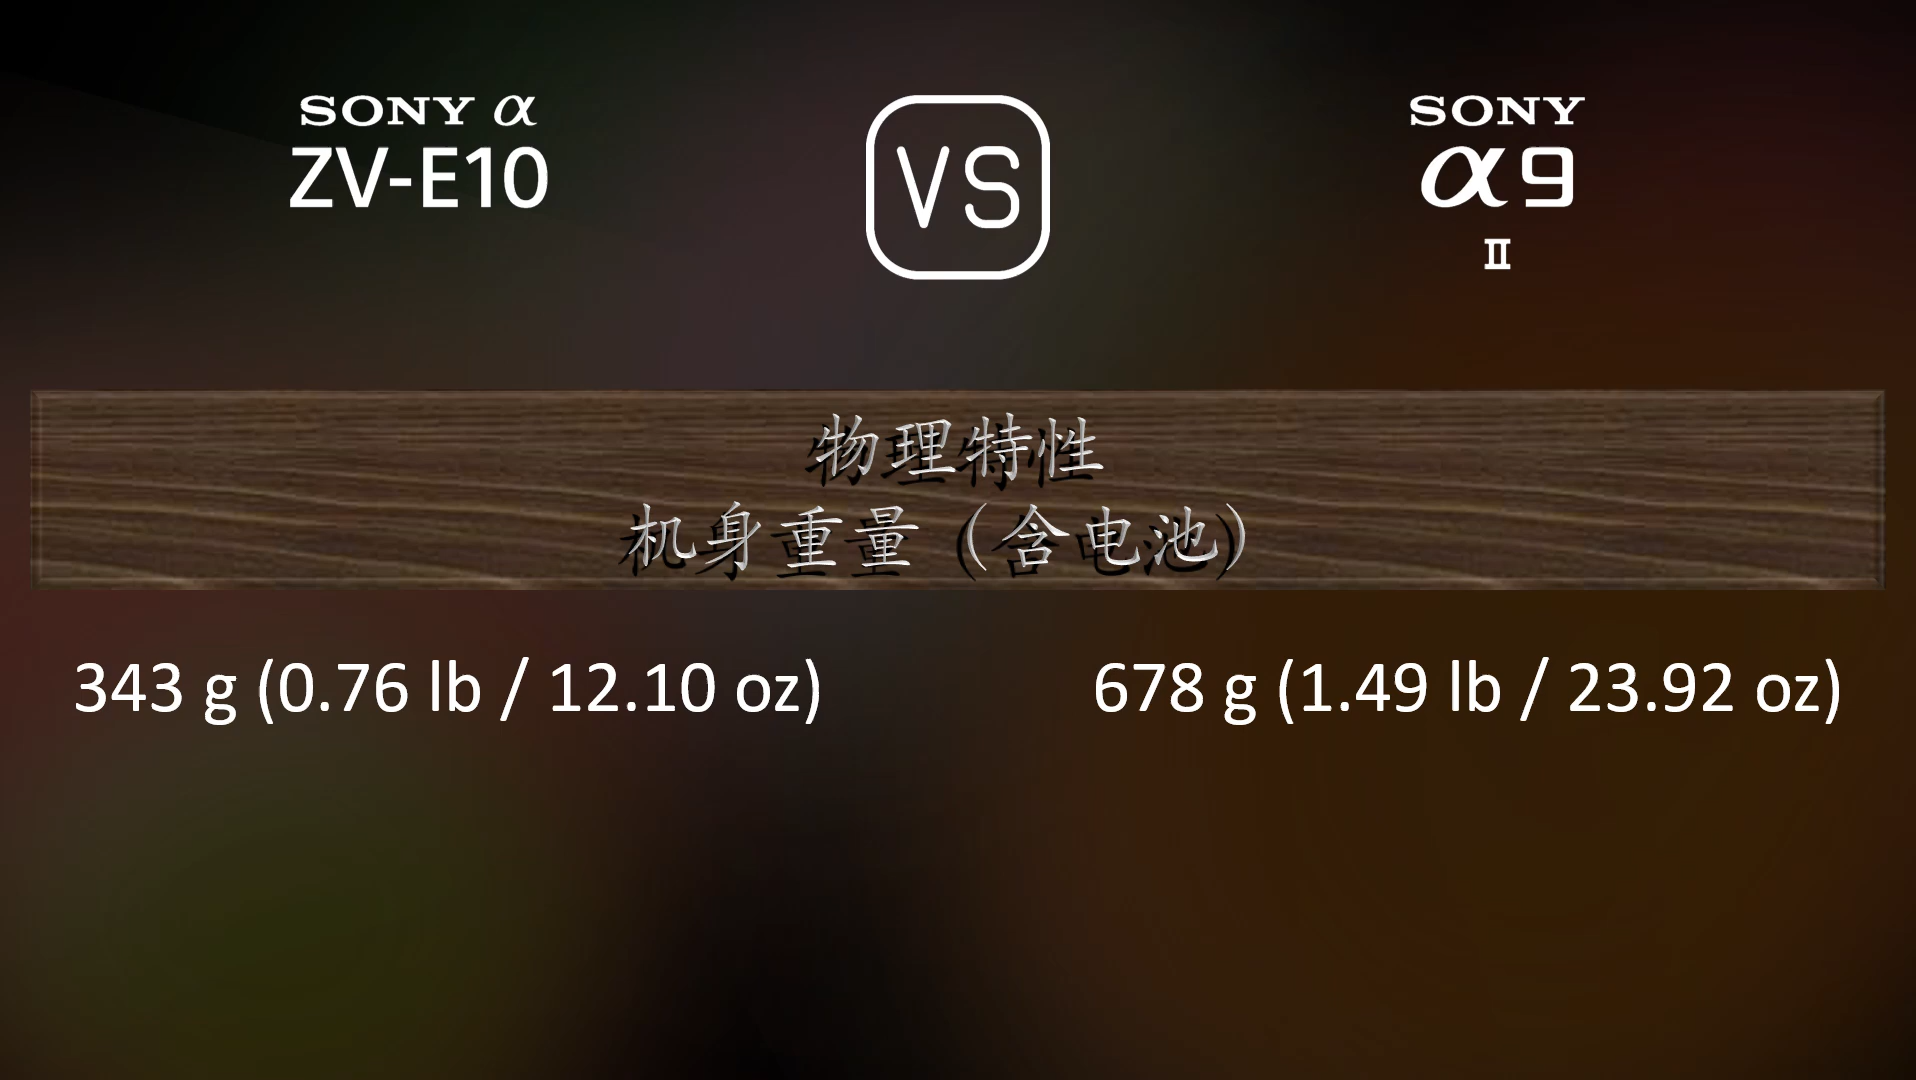 SONY α
ZV-E10
VS
SONY
α9
II
物理特性
机身重量（含电池）
343 g (0.76 lb / 12.10 oz)
678 g (1.49 lb / 23.92 oz)